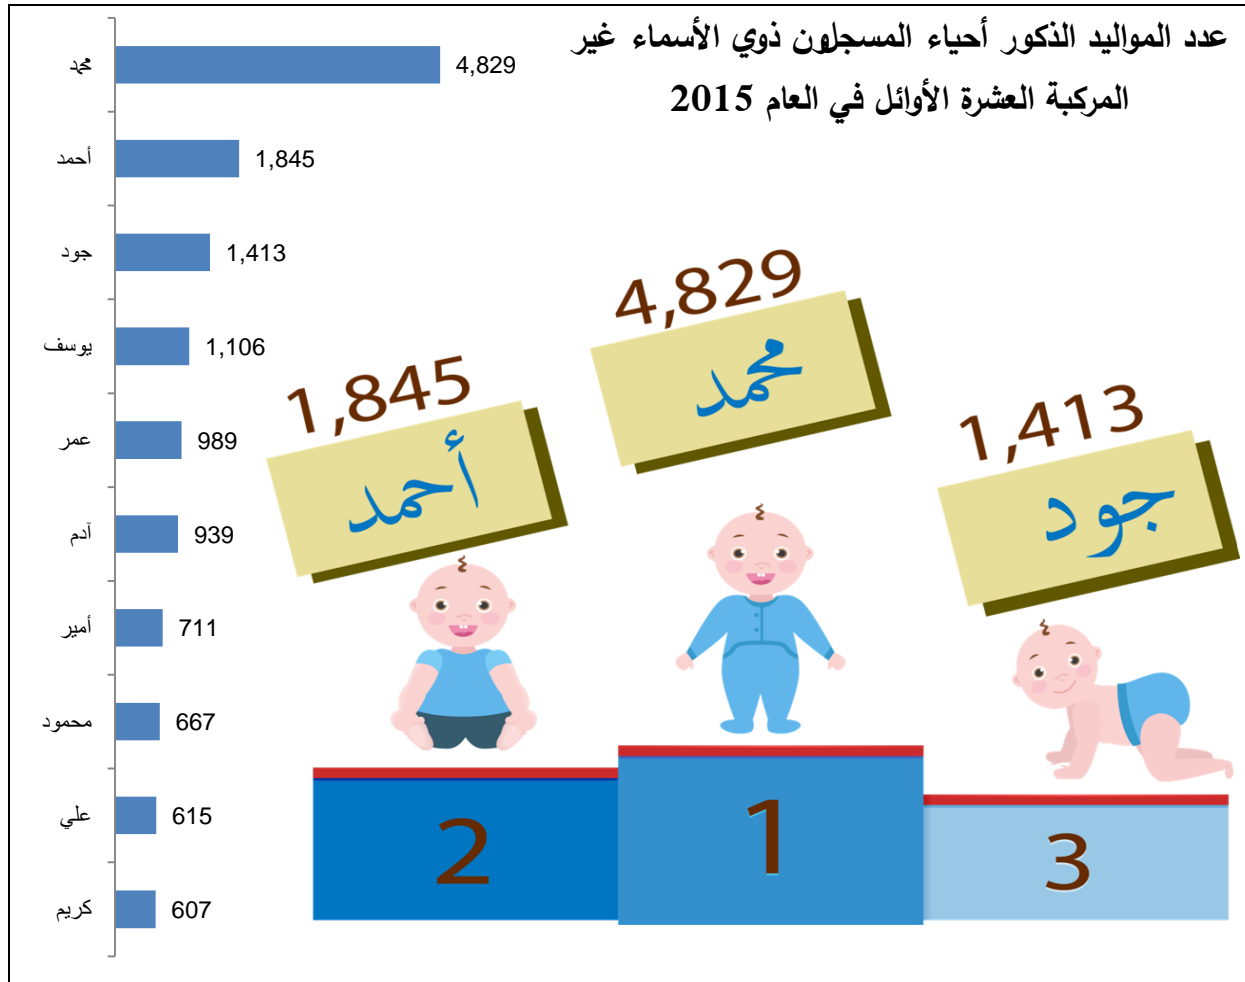 عدد المواليد الذكور أحياء المسجلون ذوي الأسماء غير
المركبة العشرة الأوائل في العام 2015
محمد 4,829
أحمد 1,845
جود 1,413
يوسف 1,106
عمر 989
آدم 939
أمير 711
محمود 667
علي 615
كريم 607
4,829
محمد
1,845
أحمد
1,413
جود
2
1
3